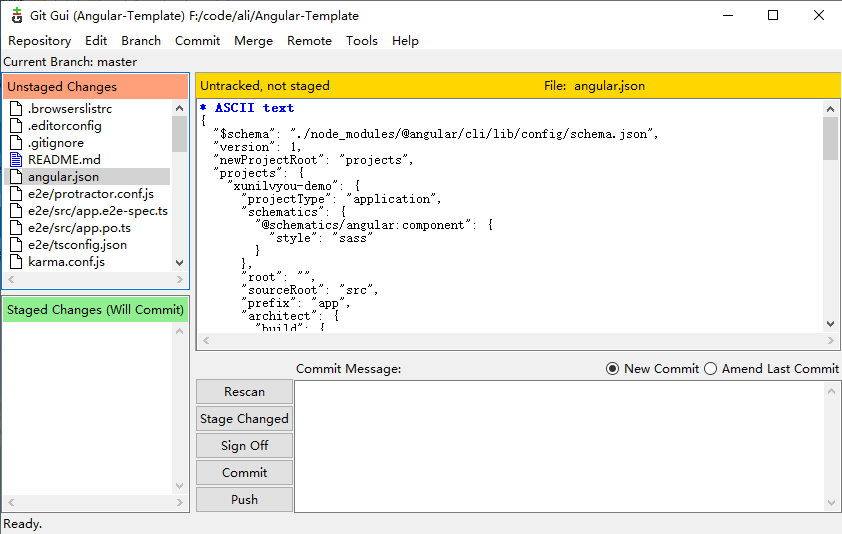 Git Gui (Angular-Template) F:/code/ali/Angular-Template
Repository Edit Branch Commit Merge Remote Tools Help
Current Branch: master
Unstaged Changes
.browserslistrc
.editorconfig
.gitignore
README.md
angular.json
e2e/protractor.conf.js
e2e/src/app.e2e-spec.ts
e2e/src/app.po.ts
e2e/tsconfig.json
karma.conf.js
Staged Changes (Will Commit)
Untracked, not staged File: angular.json
* ASCII text
{
"$schema": "./node_modules/@angular/cli/lib/config/schema.json",
"version": 1,
"newProjectRoot": "projects",
"projects": {
"xunilvyou-demo": {
"projectType": "application",
"schematics": {
"@schematics/angular:component": {
"style": "sass"
}
},
"root": "",
"sourceRoot": "src",
"prefix": "app",
"architect": {
"build": {
Commit Message: New Commit Amend Last Commit
Rescan
Stage Changed
Sign Off
Commit
Push
Ready.